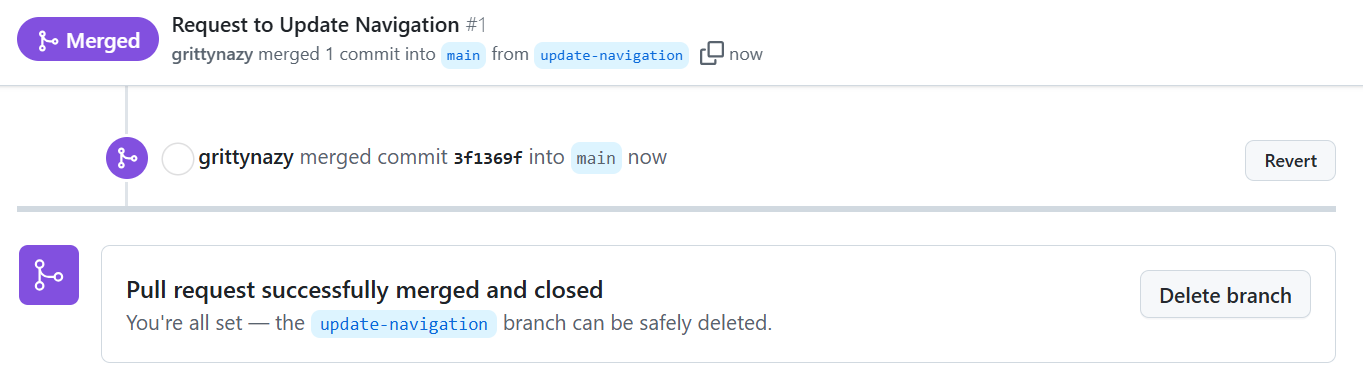 Merged
Request to Update Navigation #1
grittynazy merged 1 commit into main from update-navigation now
grittynazy merged commit 3f1369f into main now
Revert
Pull request successfully merged and closed
You're all set — the update-navigation branch can be safely deleted.
Delete branch